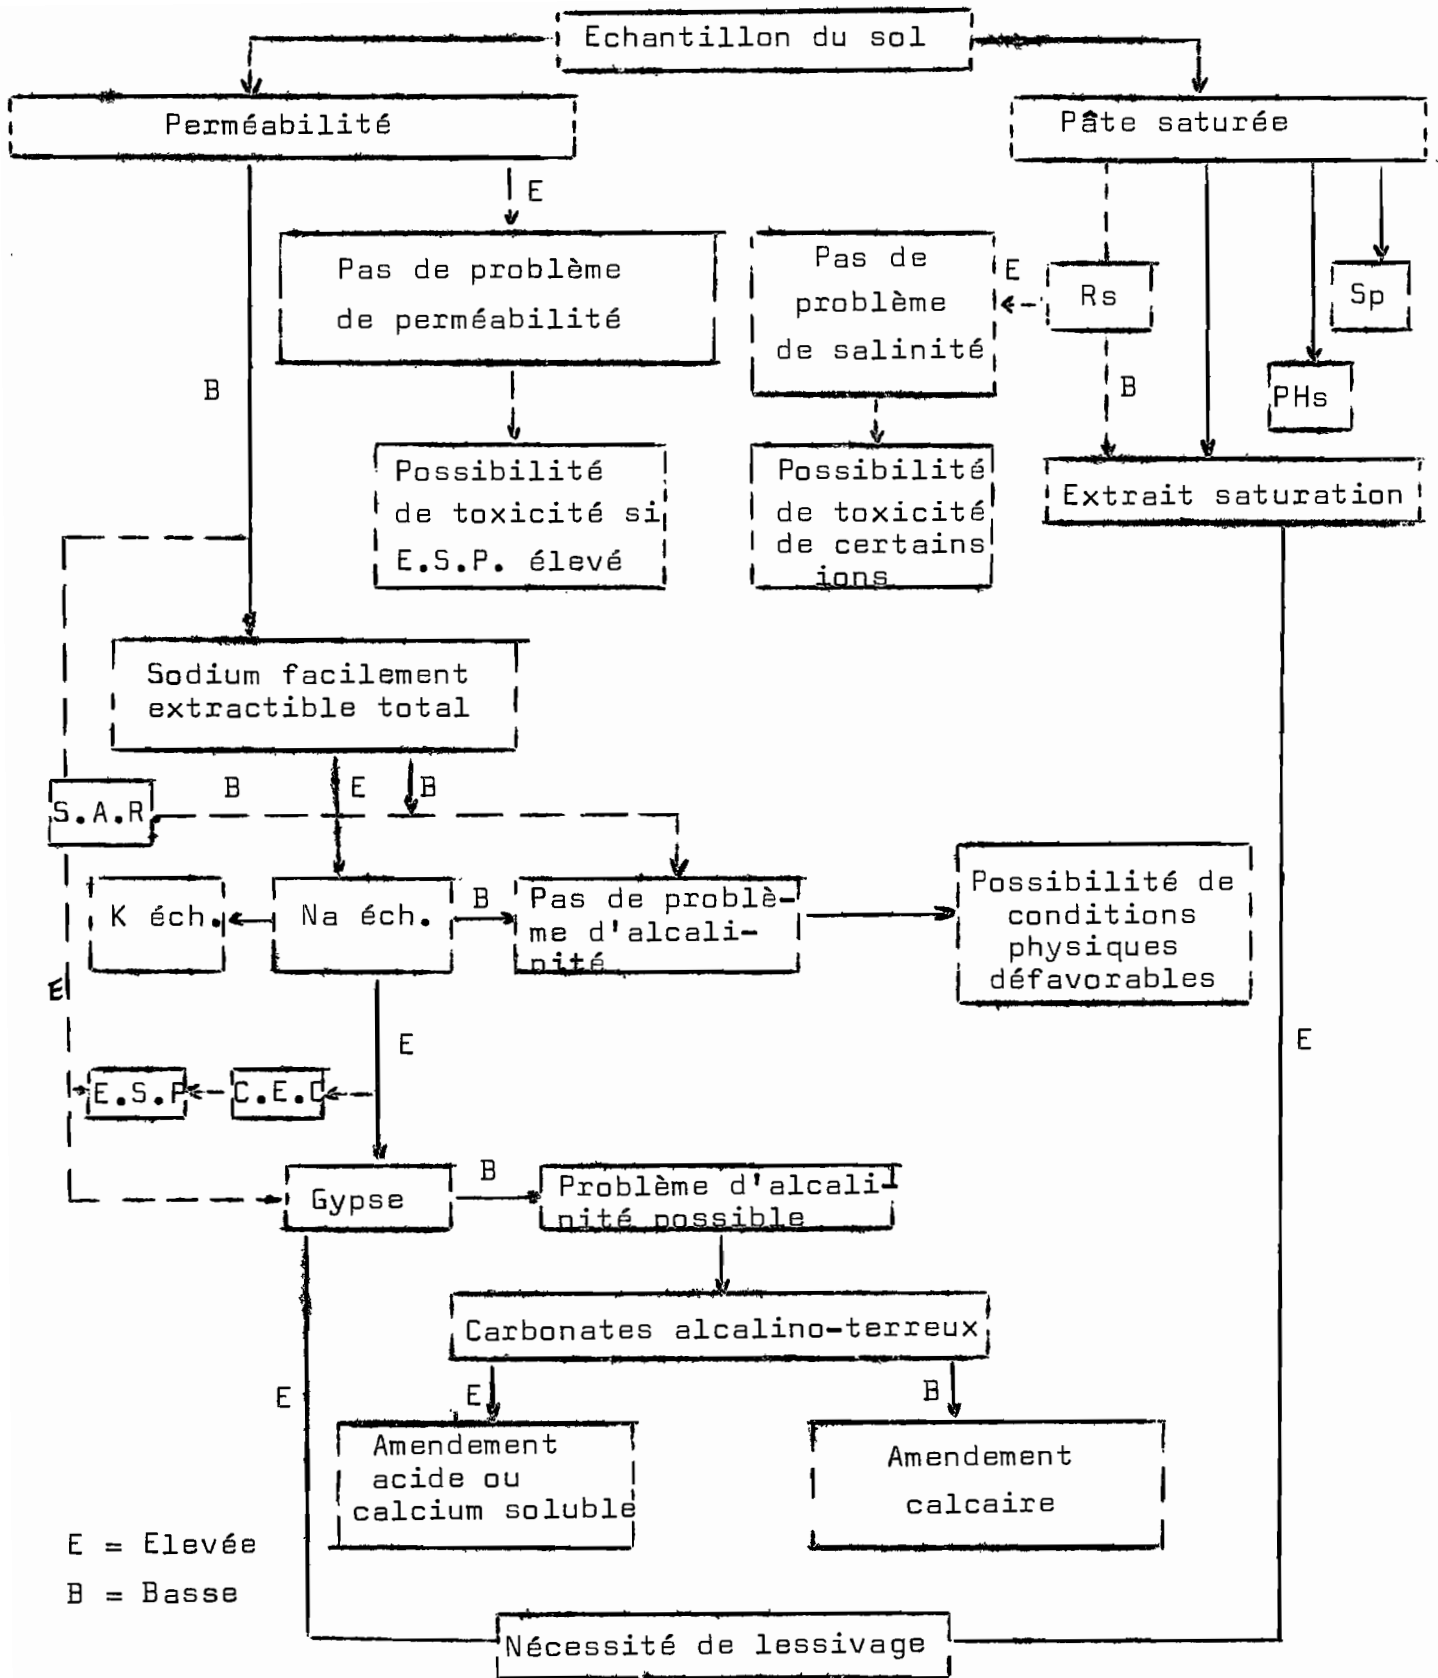 Echantillon du sol
Perméabilité
Pâte saturée
E
Pas de problème
de perméabilité
Pas de
problème
de salinité
E
Rs
Sp
B
B
PHs
Possibilité
de toxicité si
E.S.P. élevé
Possibilité
de toxicité
de certains
ions
Extrait saturation
Sodium facilement
extractible total
S.A.R
B
E
B
K éch.
Na éch.
B
Pas de problè-
me d'alcali-
nité
Possibilité de
conditions
physiques
défavorables
E
E
E
E.S.P
C.E.C
Gypse
B
Problème d'alcali-
nité possible
Carbonates alcalino-terreux
E
E
B
Amendement
acide ou
calcium soluble
Amendement
calcaire
E = Elevée
B = Basse
Nécessité de lessivage